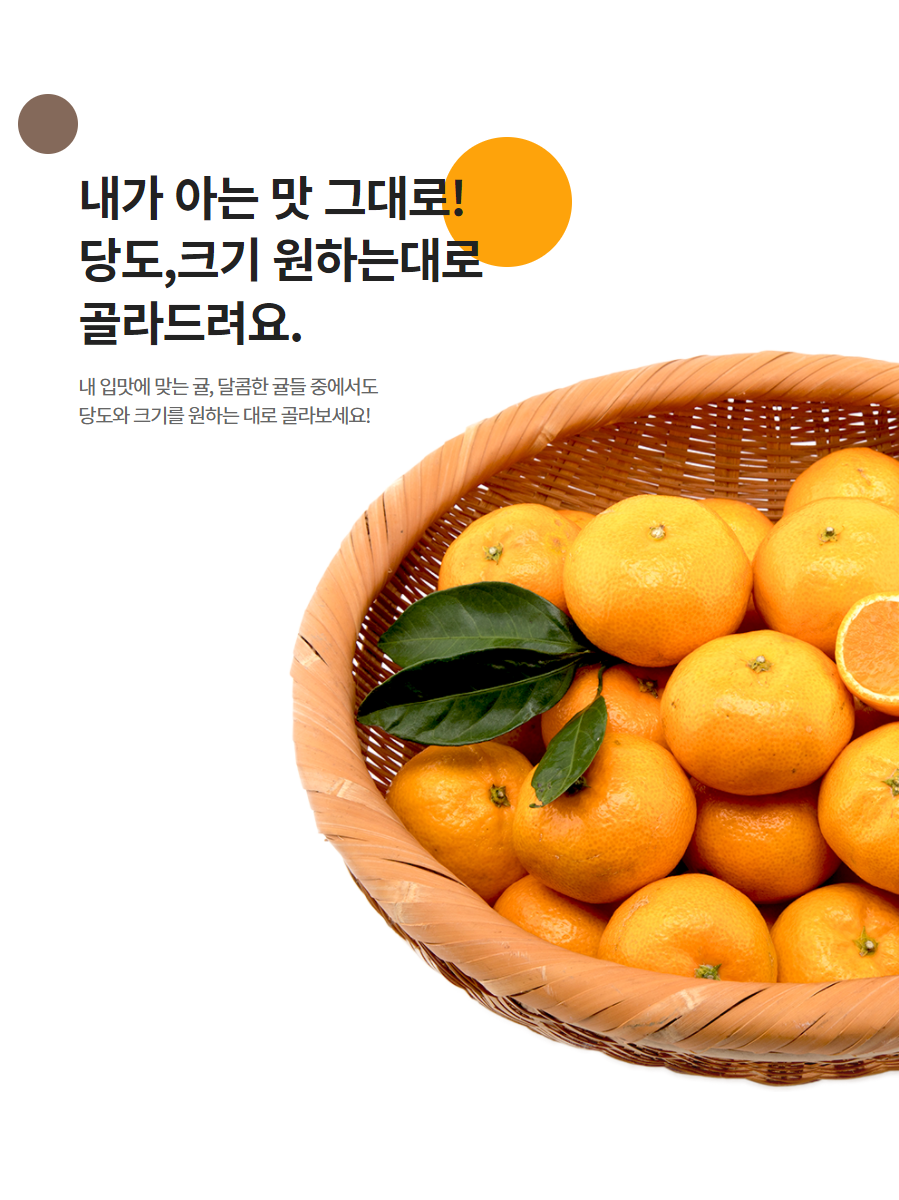 내가 아는 맛 그대로!
당도,크기 원하는대로
골라드려요.
내 입맛에 맞는 귤, 달콤한 귤들 중에서도
당도와 크기를 원하는 대로 골라보세요!